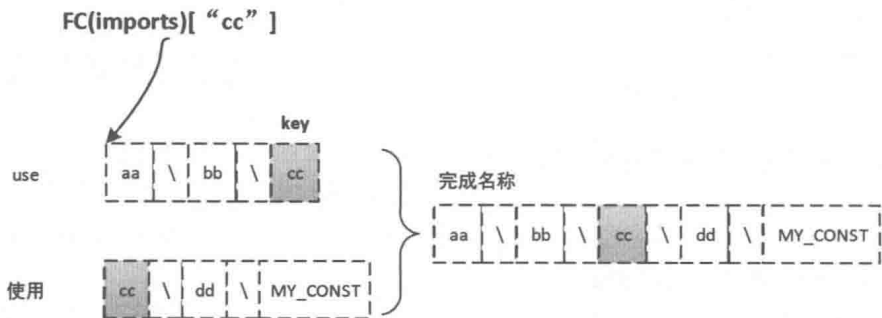 FC(imports)[ “cc” ]
key
use aa \ bb \ cc
完成名称
aa \ bb \ cc \ dd \ MY_CONST
使用 cc \ dd \ MY_CONST